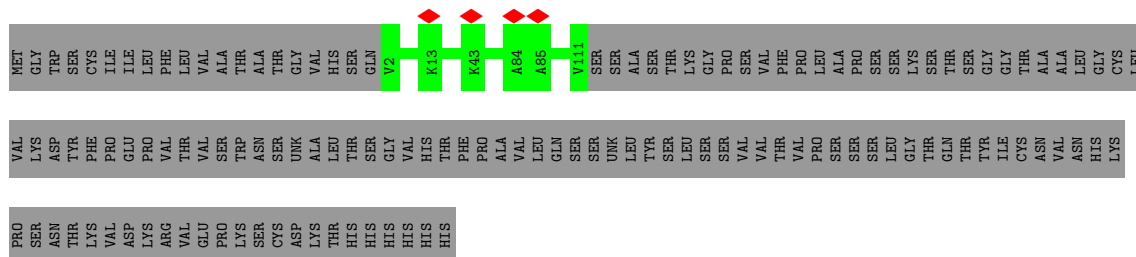 MET GLY TRP SER CYS ILE ILE LEU PHE LEU VAL ALA THR ALA THR GLY VAL HIS SER GLN V2 K13 K43 A84 A85 V111 SER SER ALA SER THR LYS GLY PRO SER VAL PHE PRO LEU ALA PRO SER SER LYS SER THR SER GLY GLY THR ALA ALA LEU GLY CYS LEU
VAL LYS ASP TYR PHE PRO GLU PRO VAL THR VAL SER TRP ASN SER UNK ALA LEU THR SER GLY VAL HIS THR PHE PRO ALA VAL LEU GLN SER SER UNK LEU TYR SER LEU SER SER VAL VAL THR VAL PRO SER SER SER LEU GLY THR GLN THR TYR ILE CYS ASN VAL ASN HIS LYS
PRO SER ASN THR LYS VAL ASP LYS ARG VAL GLU PRO LYS SER CYS ASP LYS THR HIS HIS HIS HIS HIS HIS